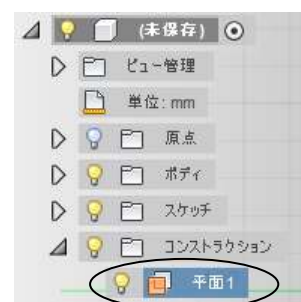 (未保存)
ビュー管理
単位: mm
原点
ボディ
スケッチ
コンストラクション
平面1